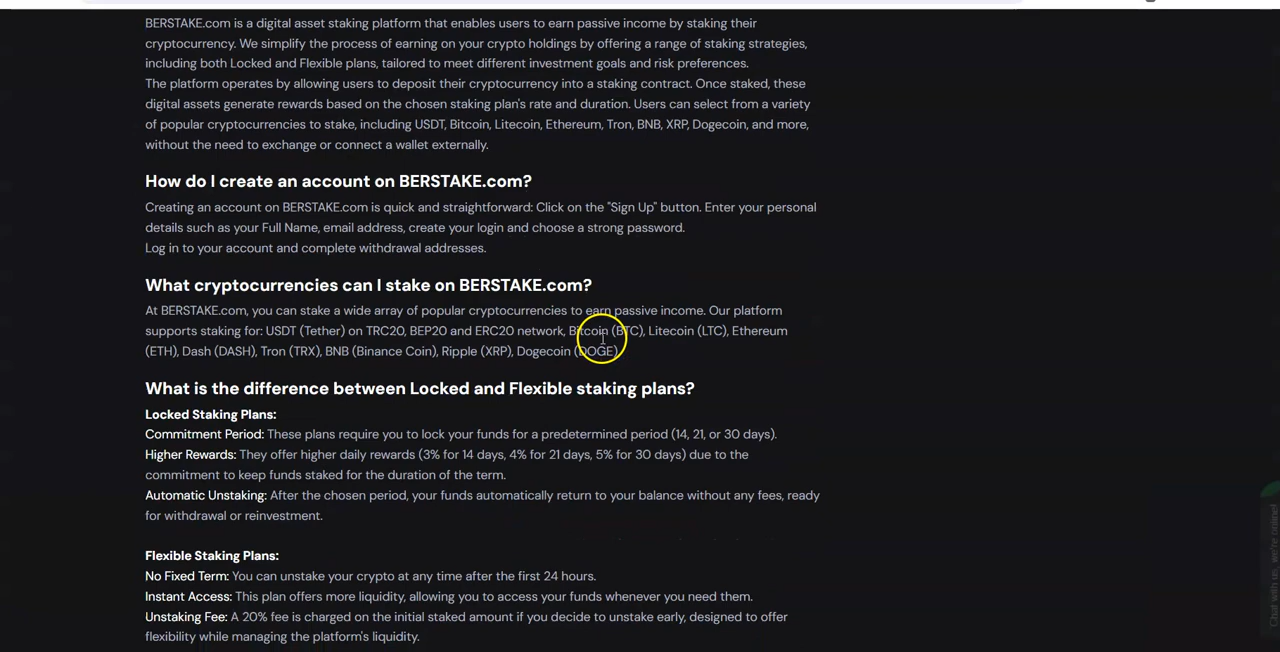 BERSTAKE.com is a digital asset staking platform that enables users to earn passive income by staking their
cryptocurrency. We simplify the process of earning on your crypto holdings by offering a range of staking strategies,
including both Locked and Flexible plans, tailored to meet different investment goals and risk preferences.
The platform operates by allowing users to deposit their cryptocurrency into a staking contract. Once staked, these
digital assets generate rewards based on the chosen staking plan's rate and duration. Users can select from a variety
of popular cryptocurrencies to stake, including USDT, Bitcoin, Litecoin, Ethereum, Tron, BNB, XRP, Dogecoin, and more,
without the need to exchange or connect a wallet externally.
How do I create an account on BERSTAKE.com?
Creating an account on BERSTAKE.com is quick and straightforward: Click on the "Sign Up" button. Enter your personal
details such as your Full Name, email address, create your login and choose a strong password.
Log in to your account and complete withdrawal addresses.
What cryptocurrencies can I stake on BERSTAKE.com?
At BERSTAKE.com, you can stake a wide array of popular cryptocurrencies to earn passive income. Our platform
supports staking for: USDT (Tether) on TRC20, BEP20 and ERC20 network, Bitcoin (BTC), Litecoin (LTC), Ethereum
(ETH), Dash (DASH), Tron (TRX), BNB (Binance Coin), Ripple (XRP), Dogecoin (DOGE)
What is the difference between Locked and Flexible staking plans?
Locked Staking Plans:
Commitment Period: These plans require you to lock your funds for a predetermined period (14, 21, or 30 days).
Higher Rewards: They offer higher daily rewards (3% for 14 days, 4% for 21 days, 5% for 30 days) due to the
commitment to keep funds staked for the duration of the term.
Automatic Unstaking: After the chosen period, your funds automatically return to your balance without any fees, ready
for withdrawal or reinvestment.
Flexible Staking Plans:
No Fixed Term: You can unstake your crypto at any time after the first 24 hours.
Instant Access: This plan offers more liquidity, allowing you to access your funds whenever you need them.
Unstaking Fee: A 20% fee is charged on the initial staked amount if you decide to unstake early, designed to offer
flexibility while managing the platform's liquidity.
Chat with us, we're online!